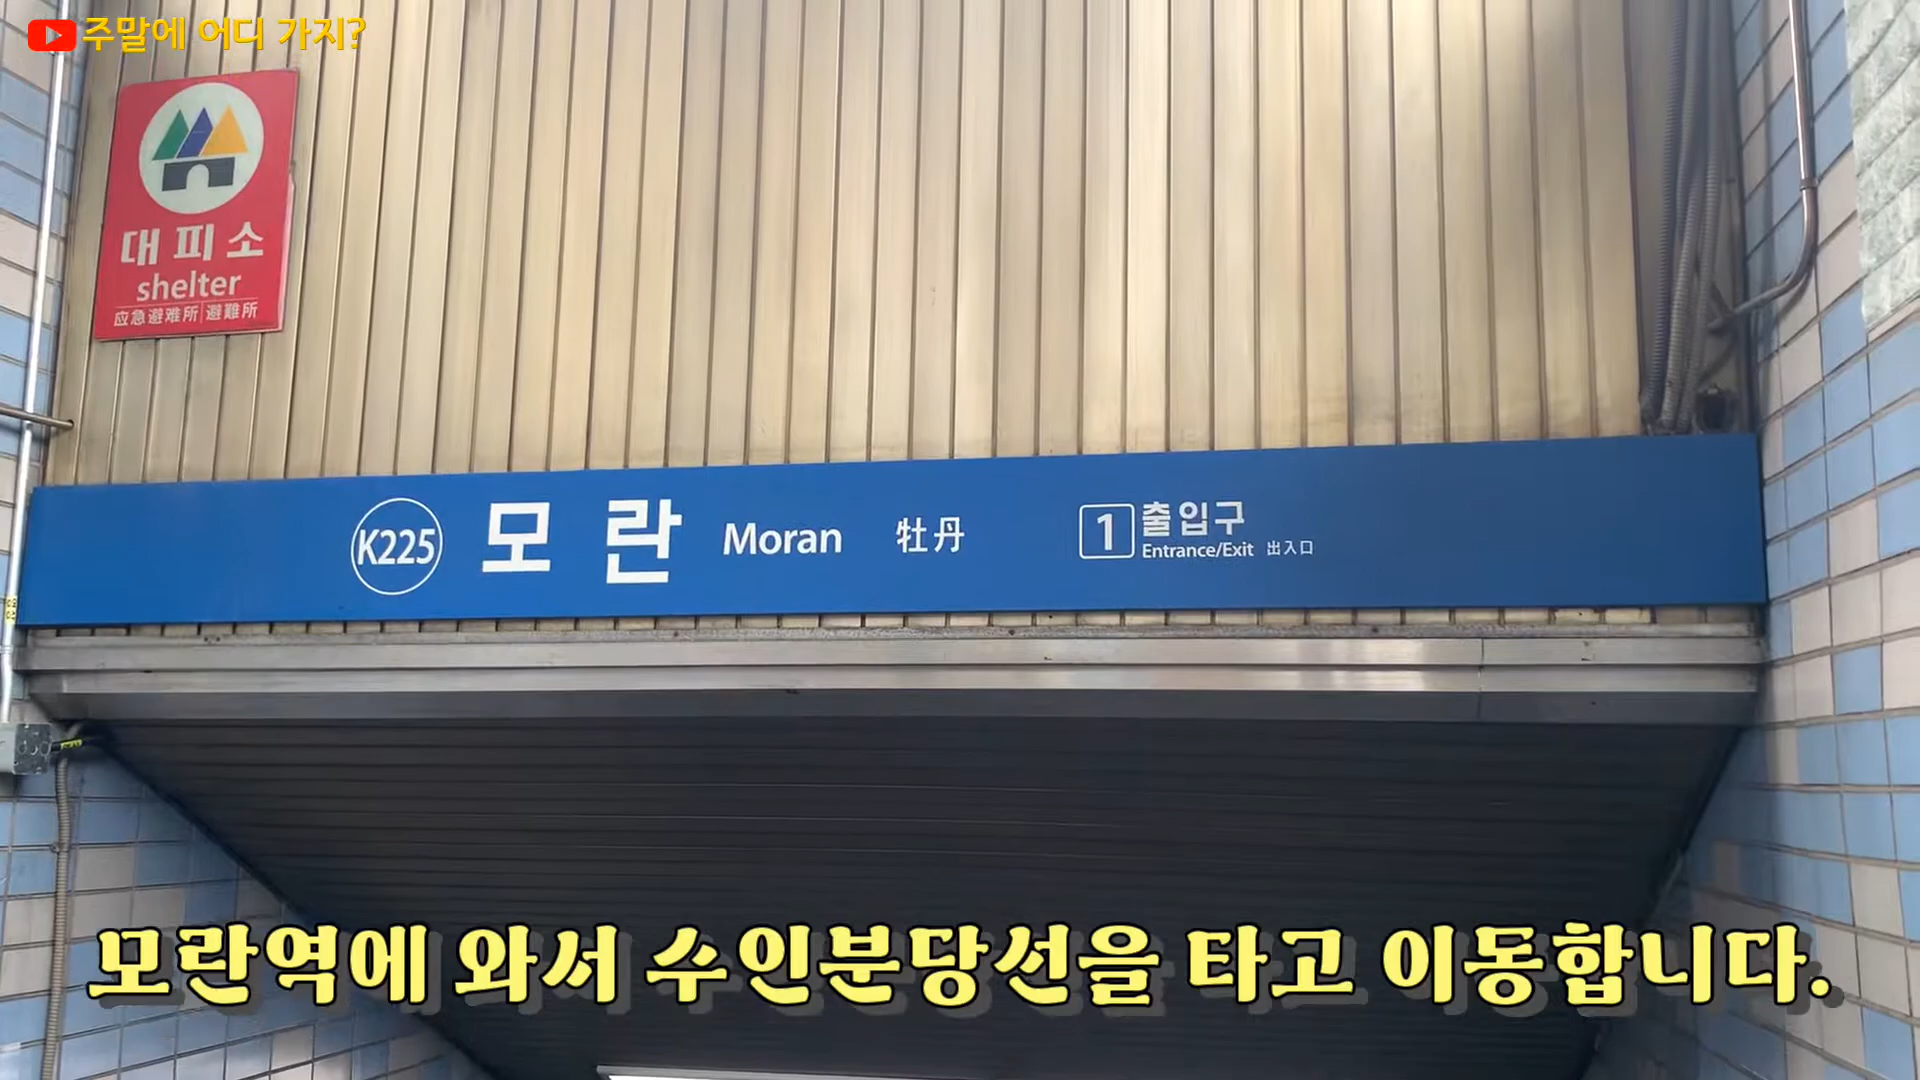 주말에 어디 가지?
대피소
shelter
应急避难所 | 避難所
K225 모란 Moran 牡丹 1 출입구
Entrance/Exit 出入口
모란역에 와서 수인분당선을 타고 이동합니다.